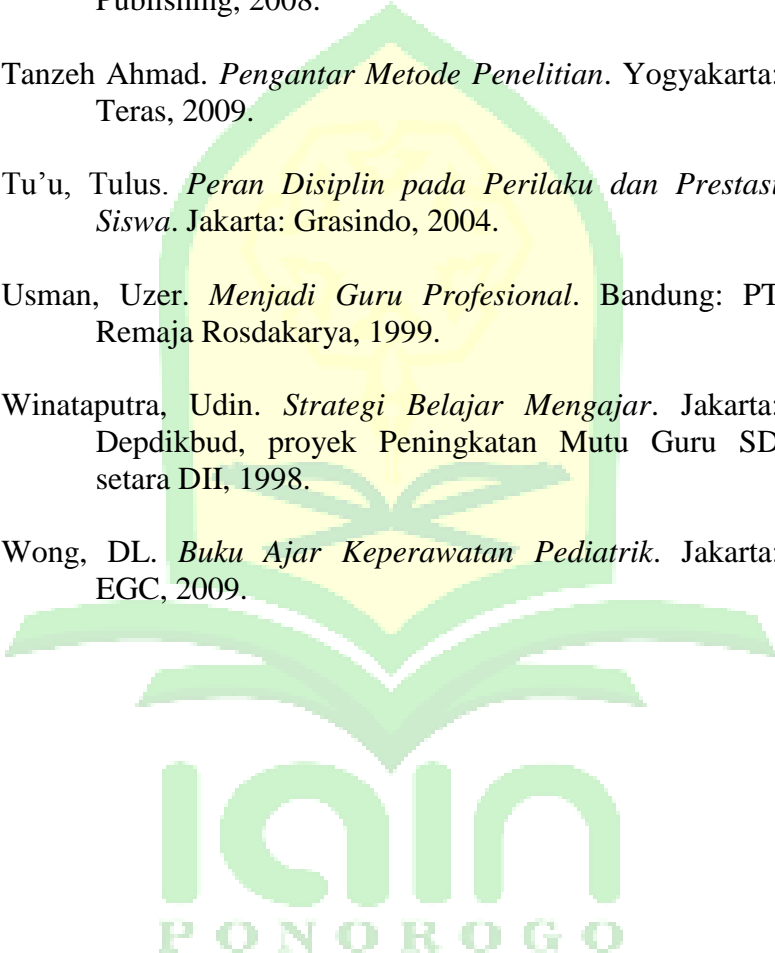 Publishing, 2008.
Tanzeh Ahmad. Pengantar Metode Penelitian. Yogyakarta:
Teras, 2009.
Tu’u, Tulus. Peran Disiplin pada Perilaku dan Prestasi
Siswa. Jakarta: Grasindo, 2004.
Usman, Uzer. Menjadi Guru Profesional. Bandung: PT
Remaja Rosdakarya, 1999.
Winataputra, Udin. Strategi Belajar Mengajar. Jakarta:
Depdikbud, proyek Peningkatan Mutu Guru SD
setara DII, 1998.
Wong, DL. Buku Ajar Keperawatan Pediatrik. Jakarta:
EGC, 2009.
iain
PONOROGO